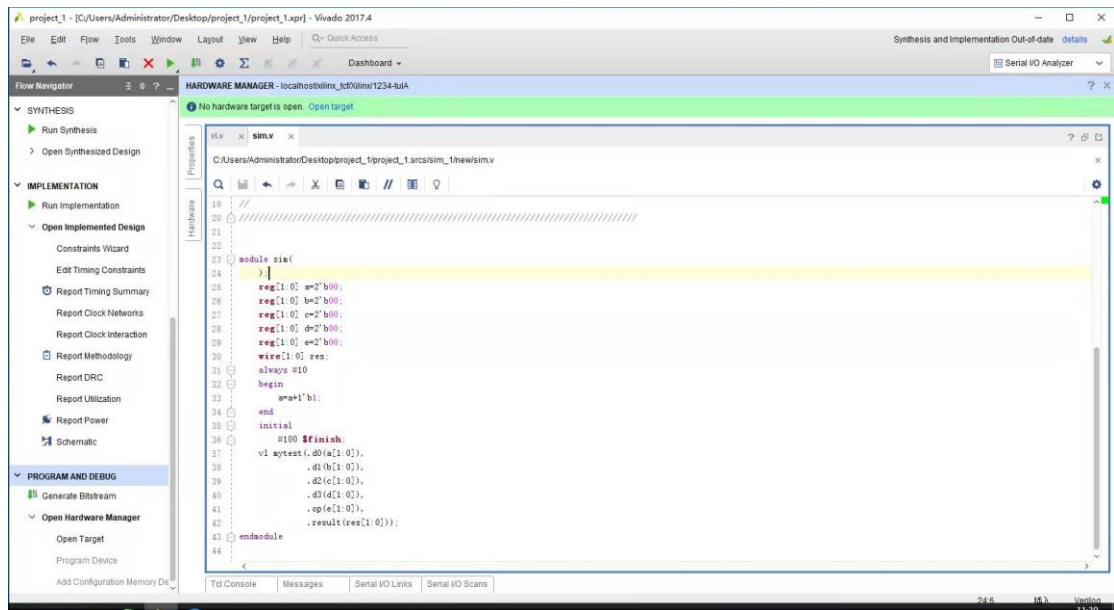 project_1 - [C:/Users/Administrator/Desktop/project_1/project_1.xpr] - Vivado 2017.4
File Edit Flow Tools Window Layout View Help Quick Access
Synthesis and Implementation Out-of-date details
Dashboard
Serial I/O Analyzer
Flow Navigator
HARDWARE MANAGER - localhost/xilinx_tcf/Xilinx/1234-tulA
No hardware target is open. Open target
SYNTHESIS
Run Synthesis
Open Synthesized Design
IMPLEMENTATION
Run Implementation
Open Implemented Design
Constraints Wizard
Edit Timing Constraints
Report Timing Summary
Report Clock Networks
Report Clock Interaction
Report Methodology
Report DRC
Report Utilization
Report Power
Schematic
PROGRAM AND DEBUG
Generate Bitstream
Open Hardware Manager
Open Target
Program Device
Add Configuration Memory De
Properties
Hardware
v1.v sim.v
C:/Users/Administrator/Desktop/project_1/project_1.srcs/sim_1/new/sim.v
19 //
20 //////////////////////////////////////////////////////////////////////////////////
21
22
23 module sim(
24 );
25 reg[1:0] a=2'b00;
26 reg[1:0] b=2'b00;
27 reg[1:0] c=2'b00;
28 reg[1:0] d=2'b00;
29 reg[1:0] e=2'b00;
30 wire[1:0] res;
31 always #10
32 begin
33 a=a+1'b1;
34 end
35 initial
36 #100 $finish;
37 v1 mytest(.d0(a[1:0]),
38 .d1(b[1:0]),
39 .d2(c[1:0]),
40 .d3(d[1:0]),
41 .op(e[1:0]),
42 .result(res[1:0]));
43 endmodule
44
Tcl Console Messages Serial I/O Links Serial I/O Scans
24:6 插入 Verilog
11:20